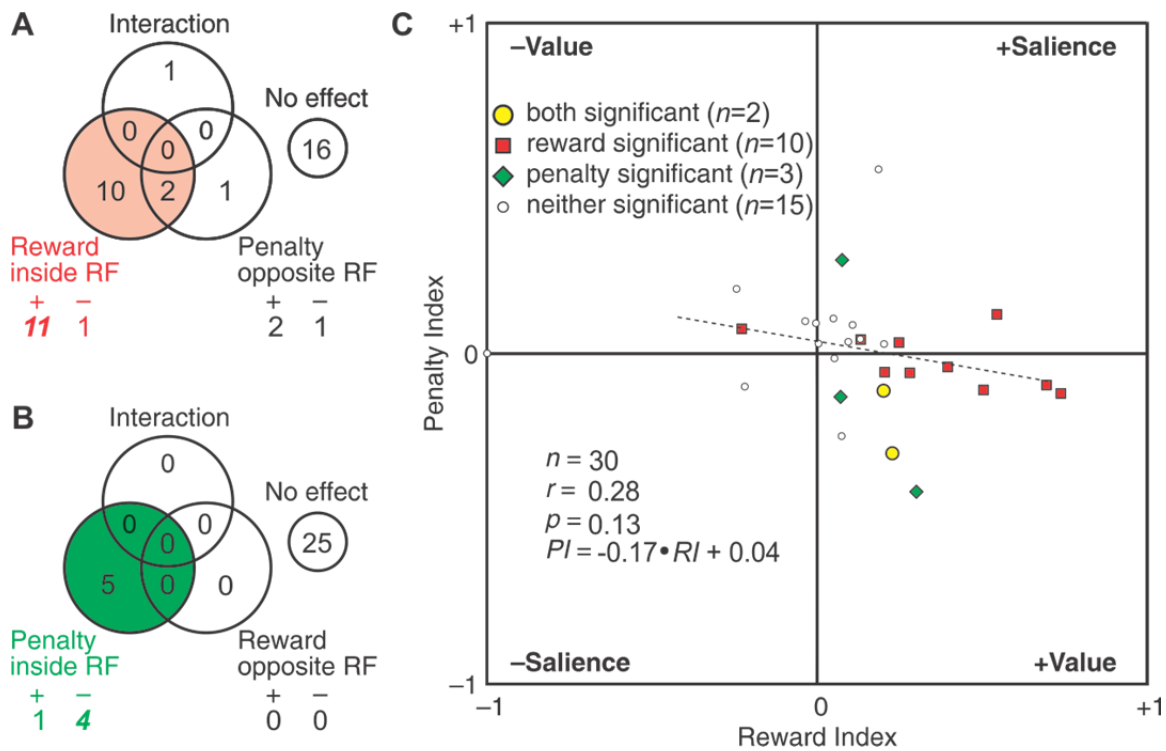 A
Interaction
1
No effect
0
0
0
16
10
2
1
Reward
inside RF
+ −
11 1
Penalty
opposite RF
+ −
2 1
B
Interaction
0
No effect
0
0
0
25
5
0
0
Penalty
inside RF
+ −
1 4
Reward
opposite RF
+ −
0 0
C
+1
−Value
+Salience
both significant (n=2)
reward significant (n=10)
penalty significant (n=3)
neither significant (n=15)
Penalty Index
0
n = 30
r = 0.28
p = 0.13
PI = -0.17•RI + 0.04
−Salience
+Value
−1
−1
0
+1
Reward Index